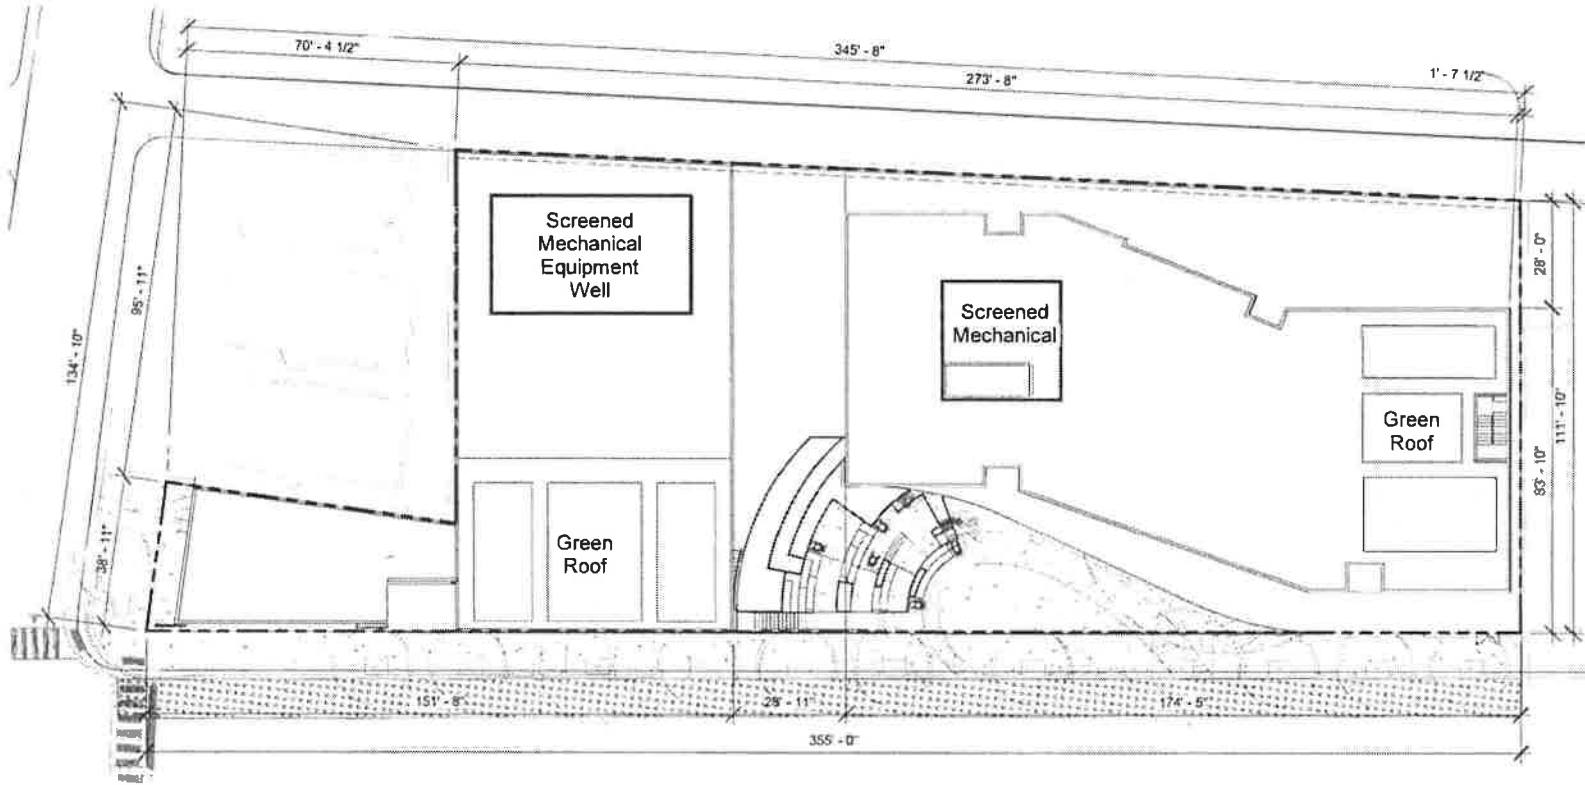 70' - 4 1/2"
345' - 8"
273' - 8"
1' - 7 1/2"
Screened
Mechanical
Equipment
Well
Screened
Mechanical
28' - 0"
95' - 11"
134' - 10"
Green
Roof
111' - 10"
83' - 10"
Green
Roof
38' - 11"
151' - 8"
28' - 11"
174' - 5"
355' - 0"